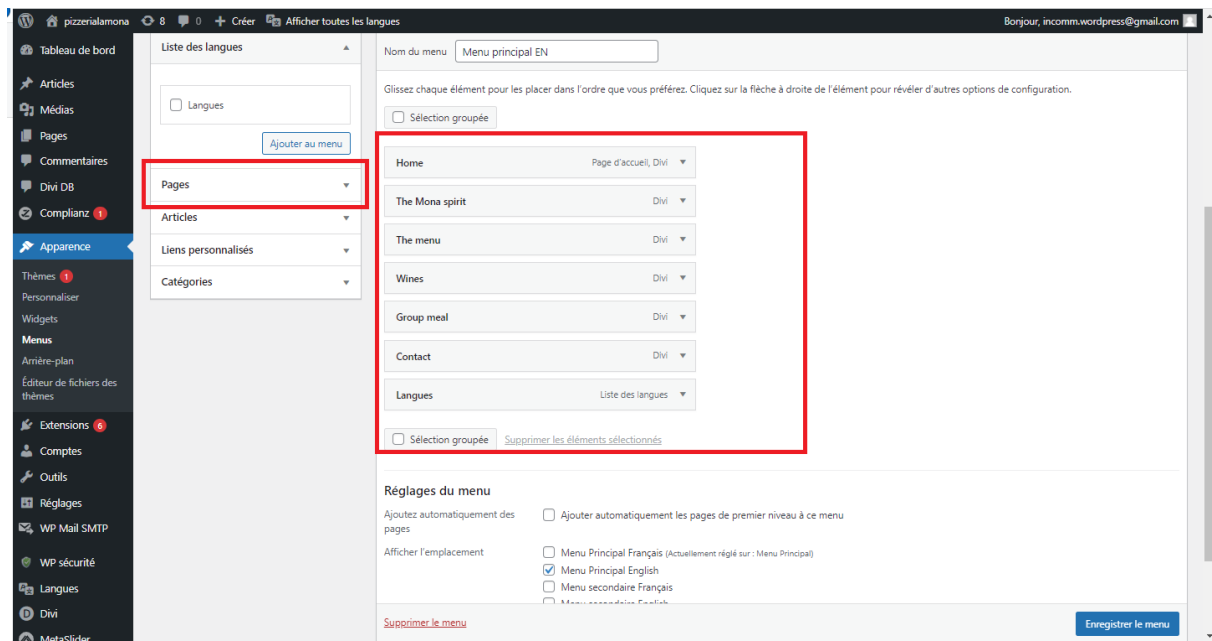 pizzerialamona 8 0 Créer Afficher toutes les langues Bonjour, incomm.wordpress@gmail.com
Tableau de bord
Articles
Médias
Pages
Commentaires
Divi DB
Complianz 1
Apparence
Thèmes 1
Personnaliser
Widgets
Menus
Arrière-plan
Éditeur de fichiers des
thèmes
Extensions 6
Comptes
Outils
Réglages
WP Mail SMTP
WP sécurité
Langues
Divi
MetaSlider
Liste des langues
Langues
Ajouter au menu
Pages
Articles
Liens personnalisés
Catégories
Nom du menu Menu principal EN
Glissez chaque élément pour les placer dans l'ordre que vous préférez. Cliquez sur la flèche à droite de l'élément pour révéler d'autres options de configuration.
Sélection groupée
Home Page d'accueil, Divi
The Mona spirit Divi
The menu Divi
Wines Divi
Group meal Divi
Contact Divi
Langues Liste des langues
Sélection groupée Supprimer les éléments sélectionnés
Réglages du menu
Ajoutez automatiquement des
pages
Ajouter automatiquement les pages de premier niveau à ce menu
Afficher l'emplacement
Menu Principal Français (Actuellement réglé sur : Menu Principal)
Menu Principal English
Menu secondaire Français
Menu secondaire English
Supprimer le menu Enregistrer le menu